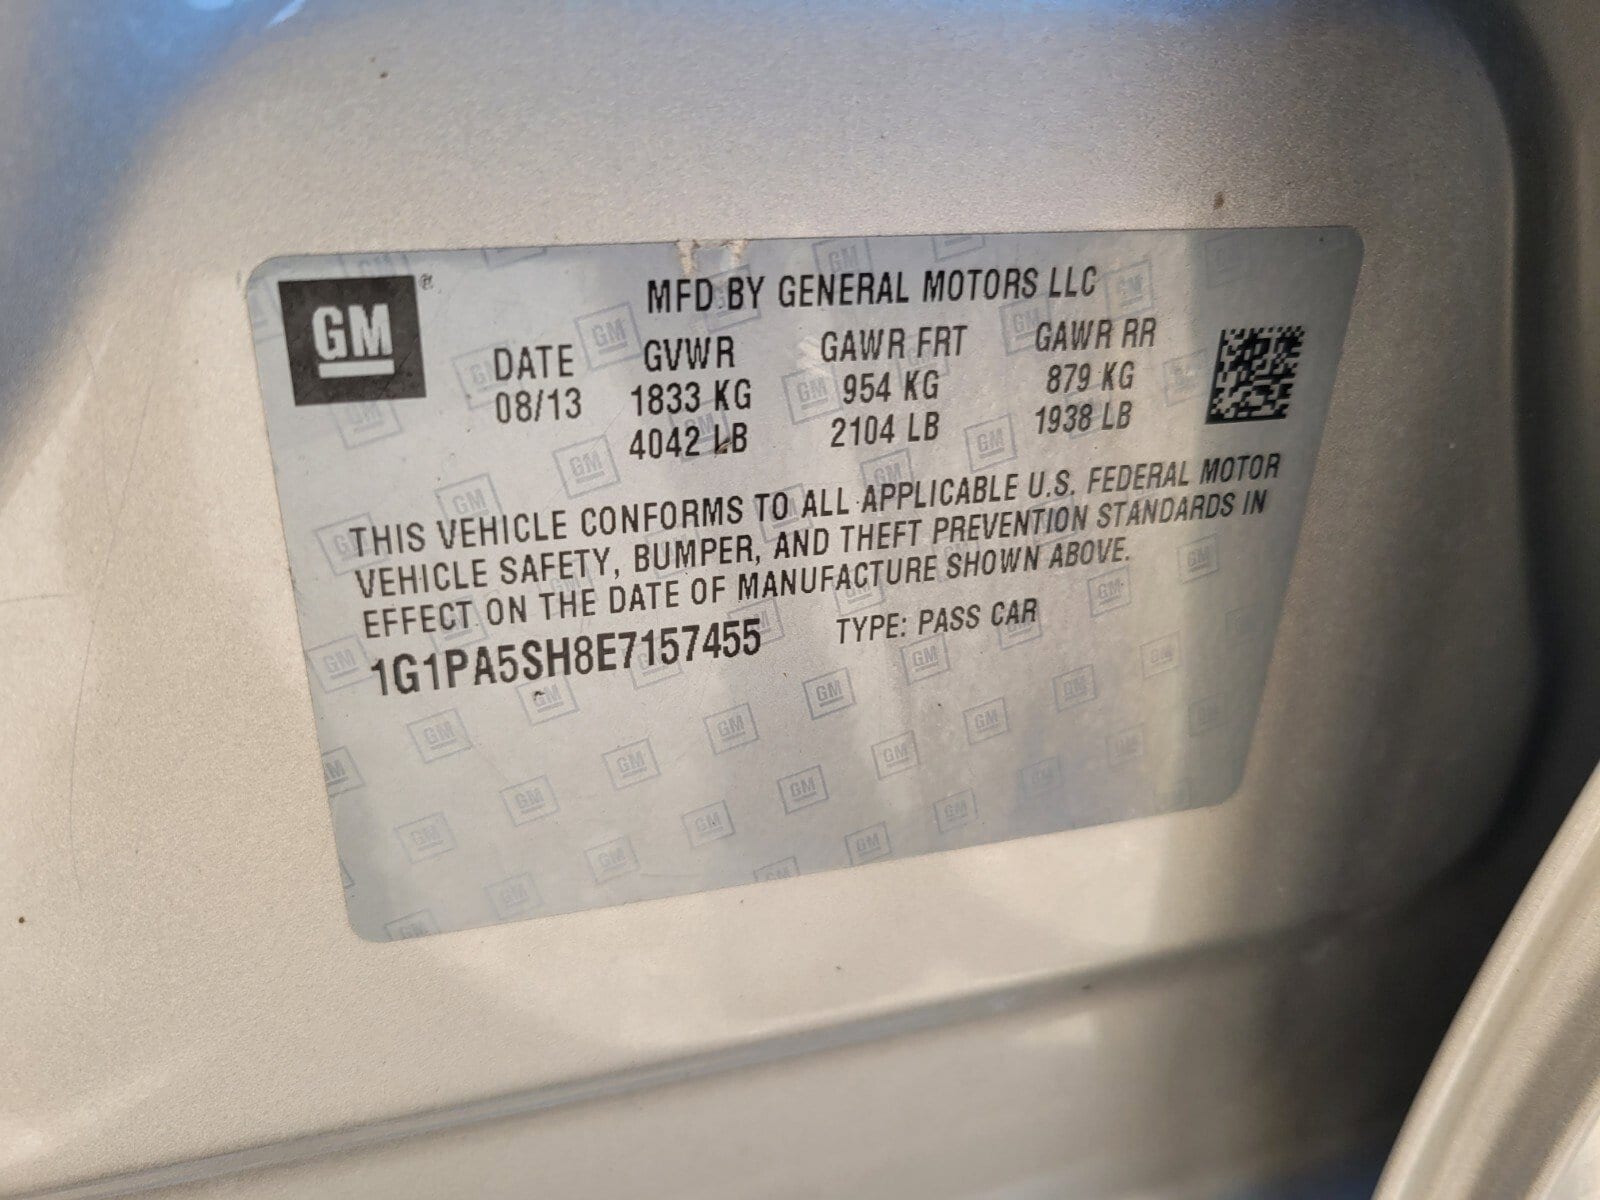 GM ®
MFD BY GENERAL MOTORS LLC
DATE GVWR GAWR FRT GAWR RR
08/13 1833 KG 954 KG 879 KG
4042 LB 2104 LB 1938 LB
THIS VEHICLE CONFORMS TO ALL APPLICABLE U.S. FEDERAL MOTOR
VEHICLE SAFETY, BUMPER, AND THEFT PREVENTION STANDARDS IN
EFFECT ON THE DATE OF MANUFACTURE SHOWN ABOVE.
1G1PA5SH8E7157455 TYPE: PASS CAR